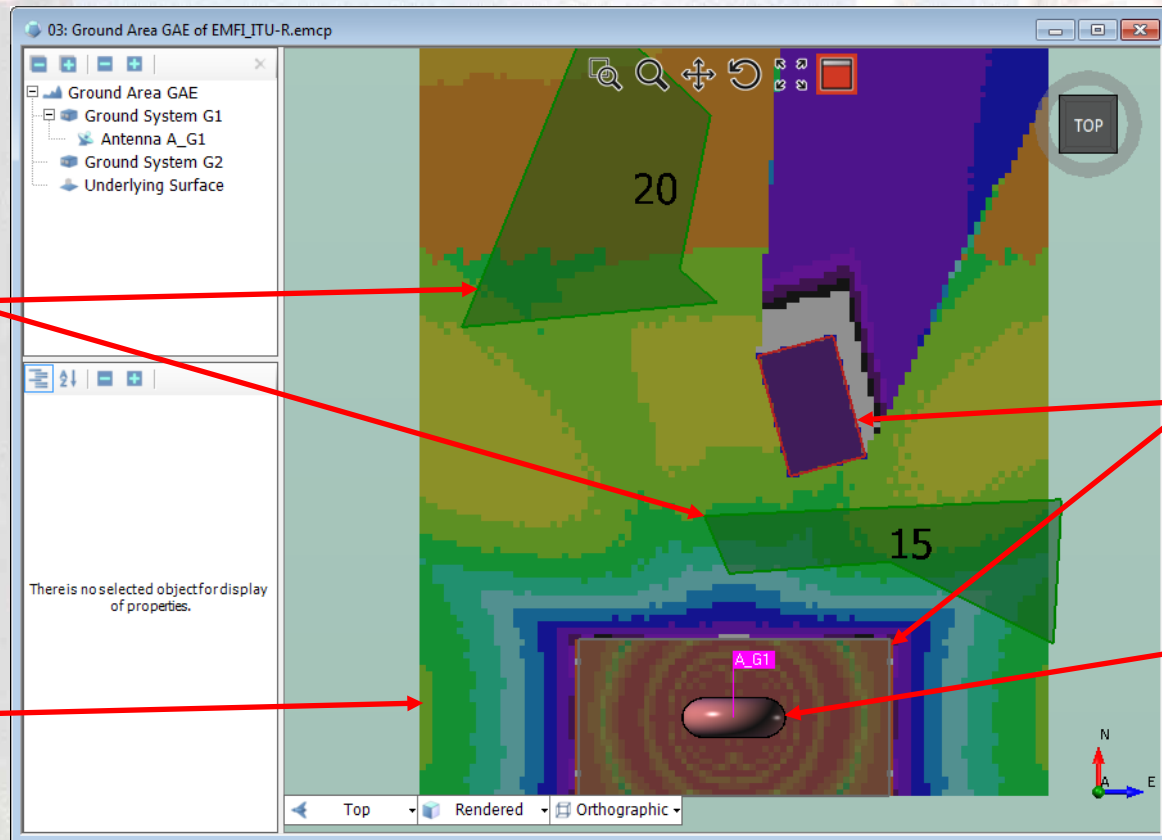 03: Ground Area GAE of EMFI_ITU-R.emcp
Ground Area GAE
Ground System G1
Antenna A_G1
Ground System G2
Underlying Surface
There is no selected object for display
of properties.
TOP
20
15
A_G1
N
E
A
Top
Rendered
Orthographic